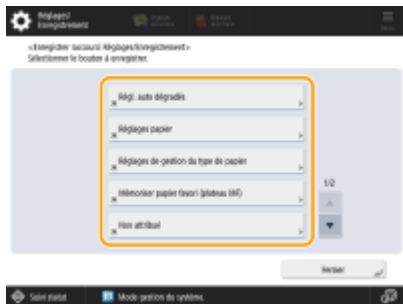 Réglages/
Enregistrement
<Enregistrer raccourci Réglages/Enregistrement>
Sélectionner le bouton à enregistrer.
Régl. auto dégradés
Réglages papier
Réglages de gestion du type de papier
Mémoriser papier favori (plateau MF)
Non attribué
1/2
Fermer
Suivi statut
Mode gestion du système.